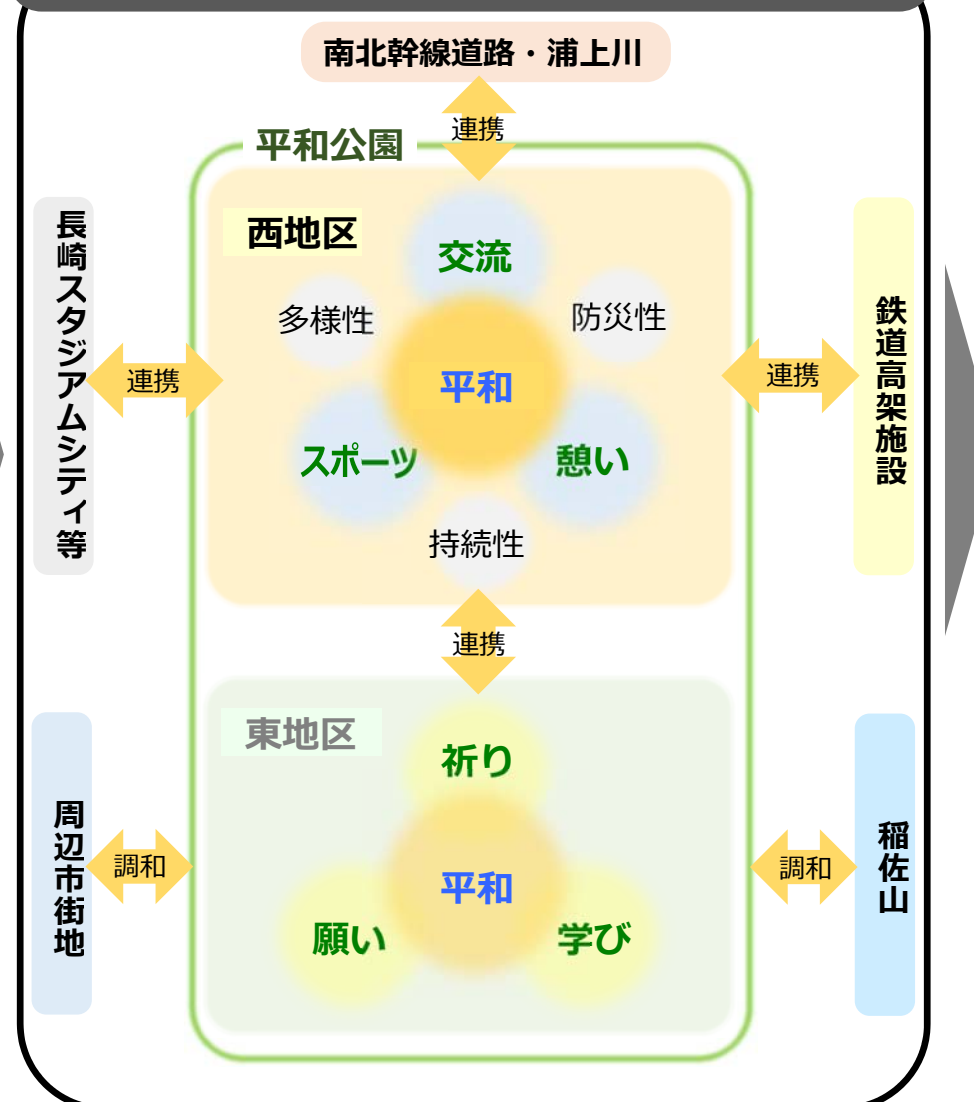 南北幹線道路・浦上川
連携
平和公園
西地区
交流
多様性
防災性
平和
スポーツ
憩い
持続性
長崎スタジアムシティ等
連携
連携
鉄道高架施設
連携
東地区
祈り
平和
願い
学び
周辺市街地
調和
調和
稲佐山